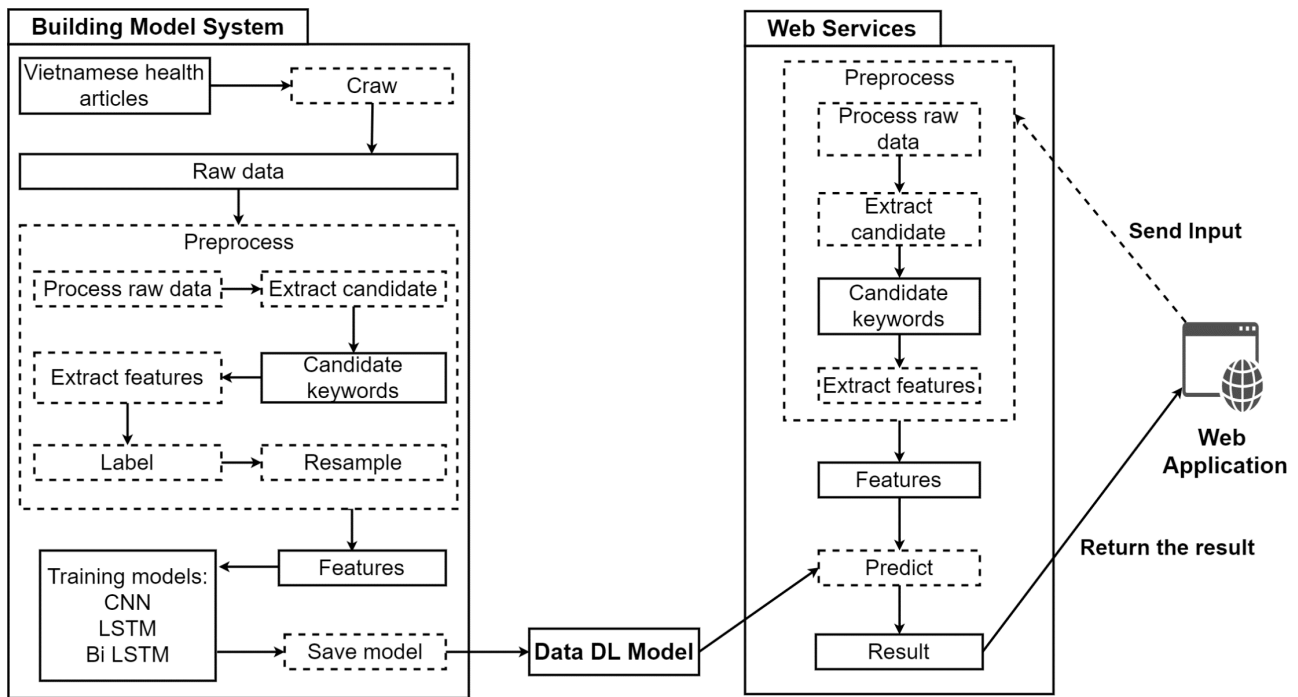 Building Model System
Vietnamese health
articles
Craw
Raw data
Preprocess
Process raw data
Extract candidate
Candidate
keywords
Extract features
Label
Resample
Features
Training models:
CNN
LSTM
Bi LSTM
Save model
Data DL Model
Web Services
Preprocess
Process raw
data
Extract
candidate
Candidate
keywords
Extract features
Features
Predict
Result
Send Input
Web
Application
Return the result